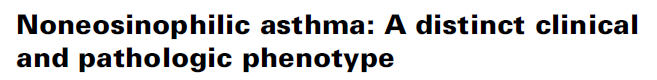 Noneosinophilic asthma: A distinct clinical
and pathologic phenotype